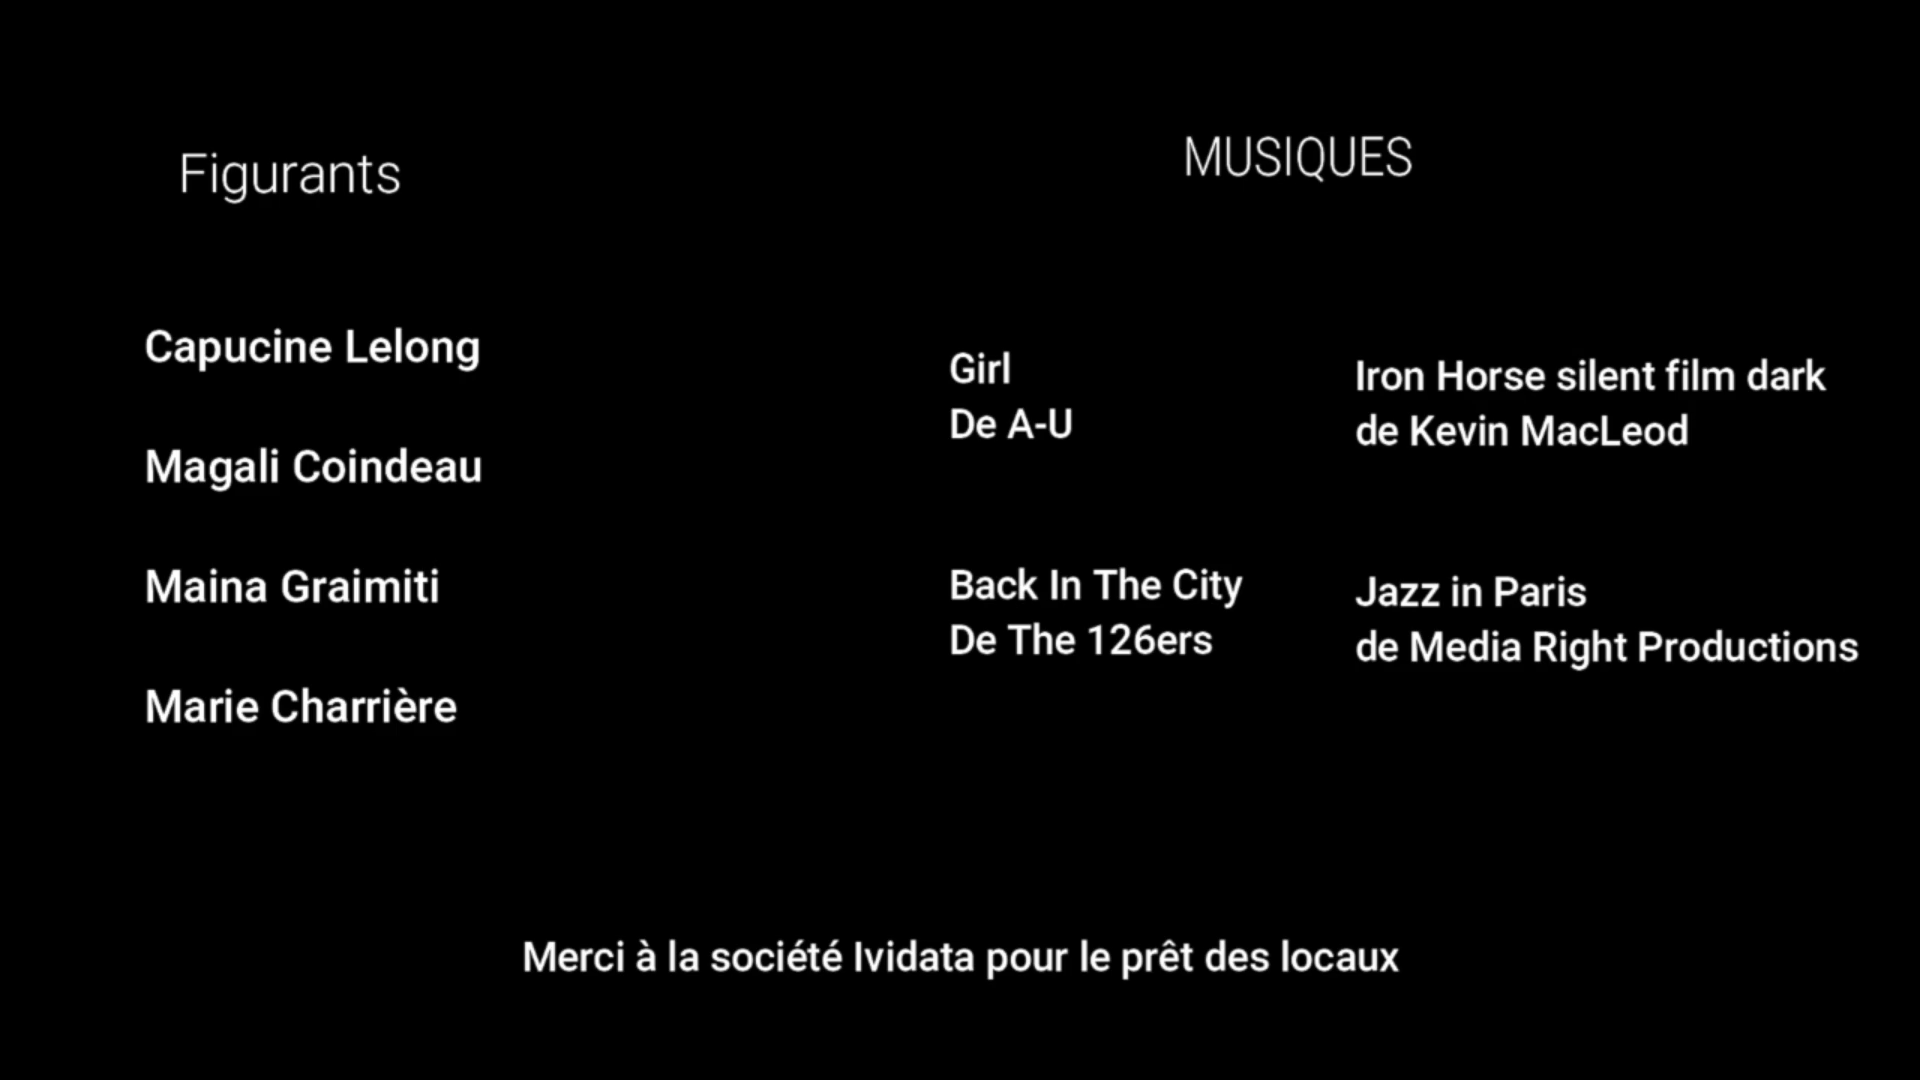 Figurants
Capucine Lelong
Magali Coindeau
Maina Graimiti
Marie Charrière
MUSIQUES
Girl
De A-U
Iron Horse silent film dark
de Kevin MacLeod
Back In The City
De The 126ers
Jazz in Paris
de Media Right Productions
Merci à la société Ividata pour le prêt des locaux